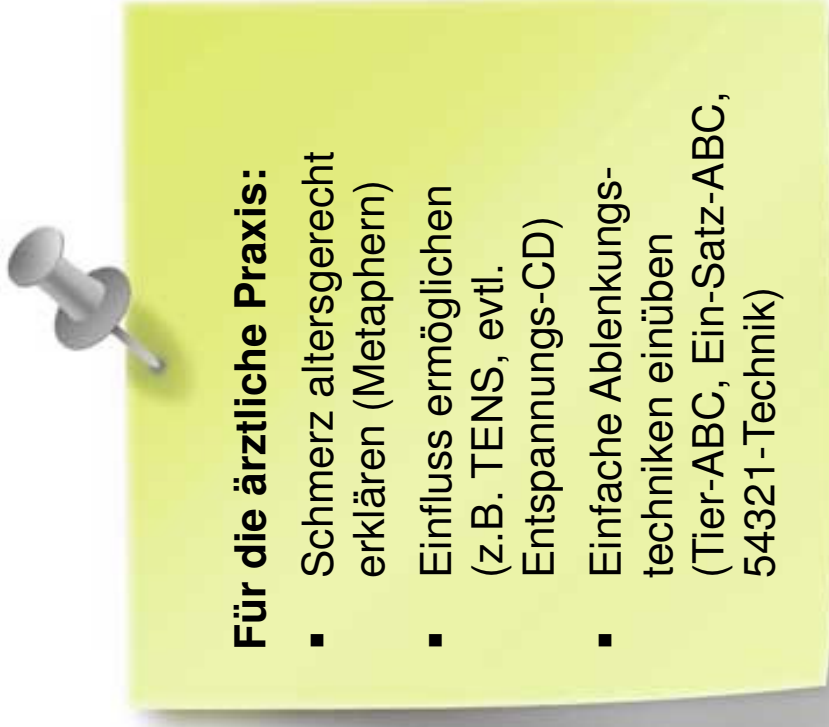 Für die ärztliche Praxis:
▪ Schmerz altersgerecht
erklären (Metaphern)
▪ Einfluss ermöglichen
(z.B. TENS, evtl.
Entspannungs-CD)
▪ Einfache Ablenkungs-
techniken einüben
(Tier-ABC, Ein-Satz-ABC,
54321-Technik)